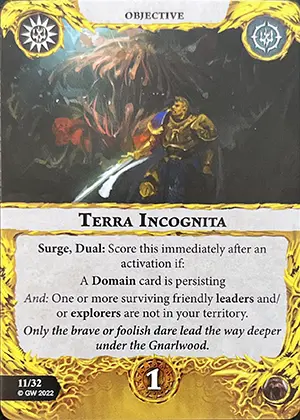 OBJECTIVE
TERRA INCOGNITA
Surge, Dual: Score this immediately after an
activation if:
A Domain card is persisting
And: One or more surviving friendly leaders and/
or explorers are not in your territory.
Only the brave or foolish dare lead the way deeper
under the Gnarlwood.
11/32
© GW 2022
1